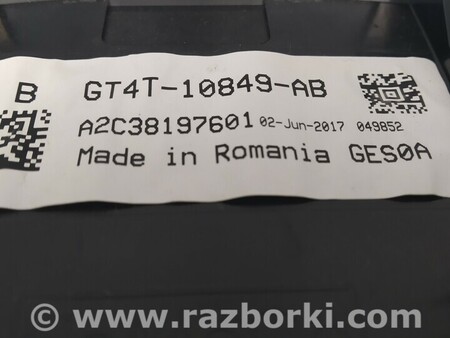 B GT4T-10849-AB
A2C38197601 02-Jun-2017 049852
Made in Romania GES0A
© www.razborki.com